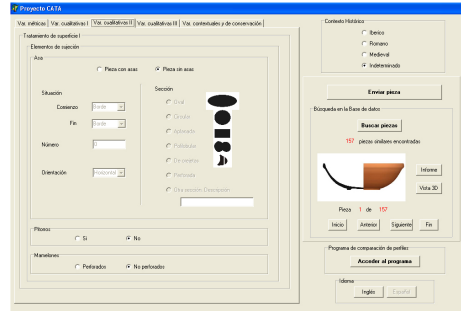 Proyecto CATA
Var. métricas
Var. cualitativas I
Var. cualitativas II
Var. cualitativas III
Var. contextuales y de conservación
Tratamiento de superficie I
Elementos de sujeción
Asa
Pieza con asas
Pieza sin asas
Situación
Comienzo
Borde
Fin
Borde
Número
0
Orientación
Horizontal
Sección
Oval
Circular
Aplanada
Perforada
Otra sección: Descripción
Pitorros
Si
No
Mamelones
Perforados
No perforados
Contexto Histórico
Ibérico
Romano
Medieval
Indeterminado
Enviar pieza
Búsqueda en la Base de datos
Buscar piezas
157 piezas similares encontradas
Informe
Vista 3D
Pieza 1 de 157
Inicio
Anterior
Siguiente
Fin
Programa de comparación de perfiles
Acceder al programa
Idioma
Inglés
Español